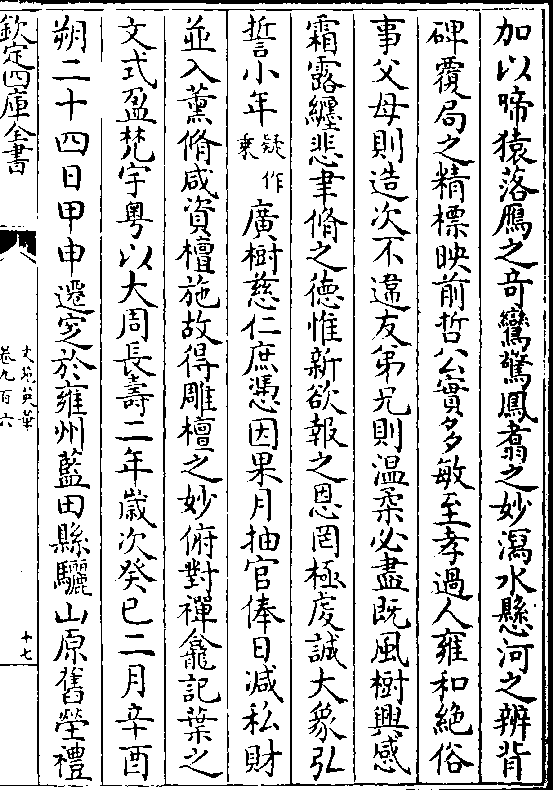 加以啼猿落鴈之竒鸞驚鳳翥之妙瀉水懸河之辨背
碑覆局之精標映前哲公實多敏至孝過人雍和絶俗
事父母則造次不違友弟兄則温柔必盡既風樹興感
霜露纒悲聿脩之德惟新欲報之恩罔極虔誠大衆弘
誓小年疑作乘廣樹慈仁庶憑因果月抽官俸日減私財
並入薫脩咸資檀施故得雕檀之妙俯對禪龕記葉之
文式盈梵宇粤以大周長壽二年歳次癸巳二月辛酉
朔二十四日甲申遷窆於雍州藍田縣驪山原舊塋禮
欽定四庫全書
文苑英華
卷九百六
十七